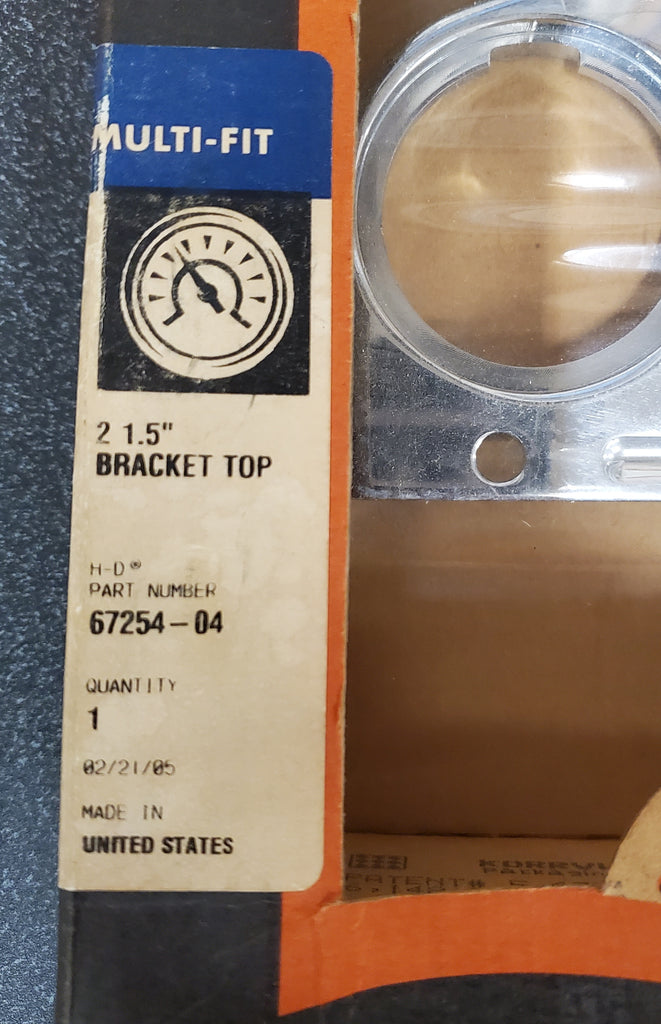 MULTI-FIT
2 1.5"
BRACKET TOP
H-D®
PART NUMBER
67254-04
QUANTITY
1
02/21/05
MADE IN
UNITED STATES
PATENT#